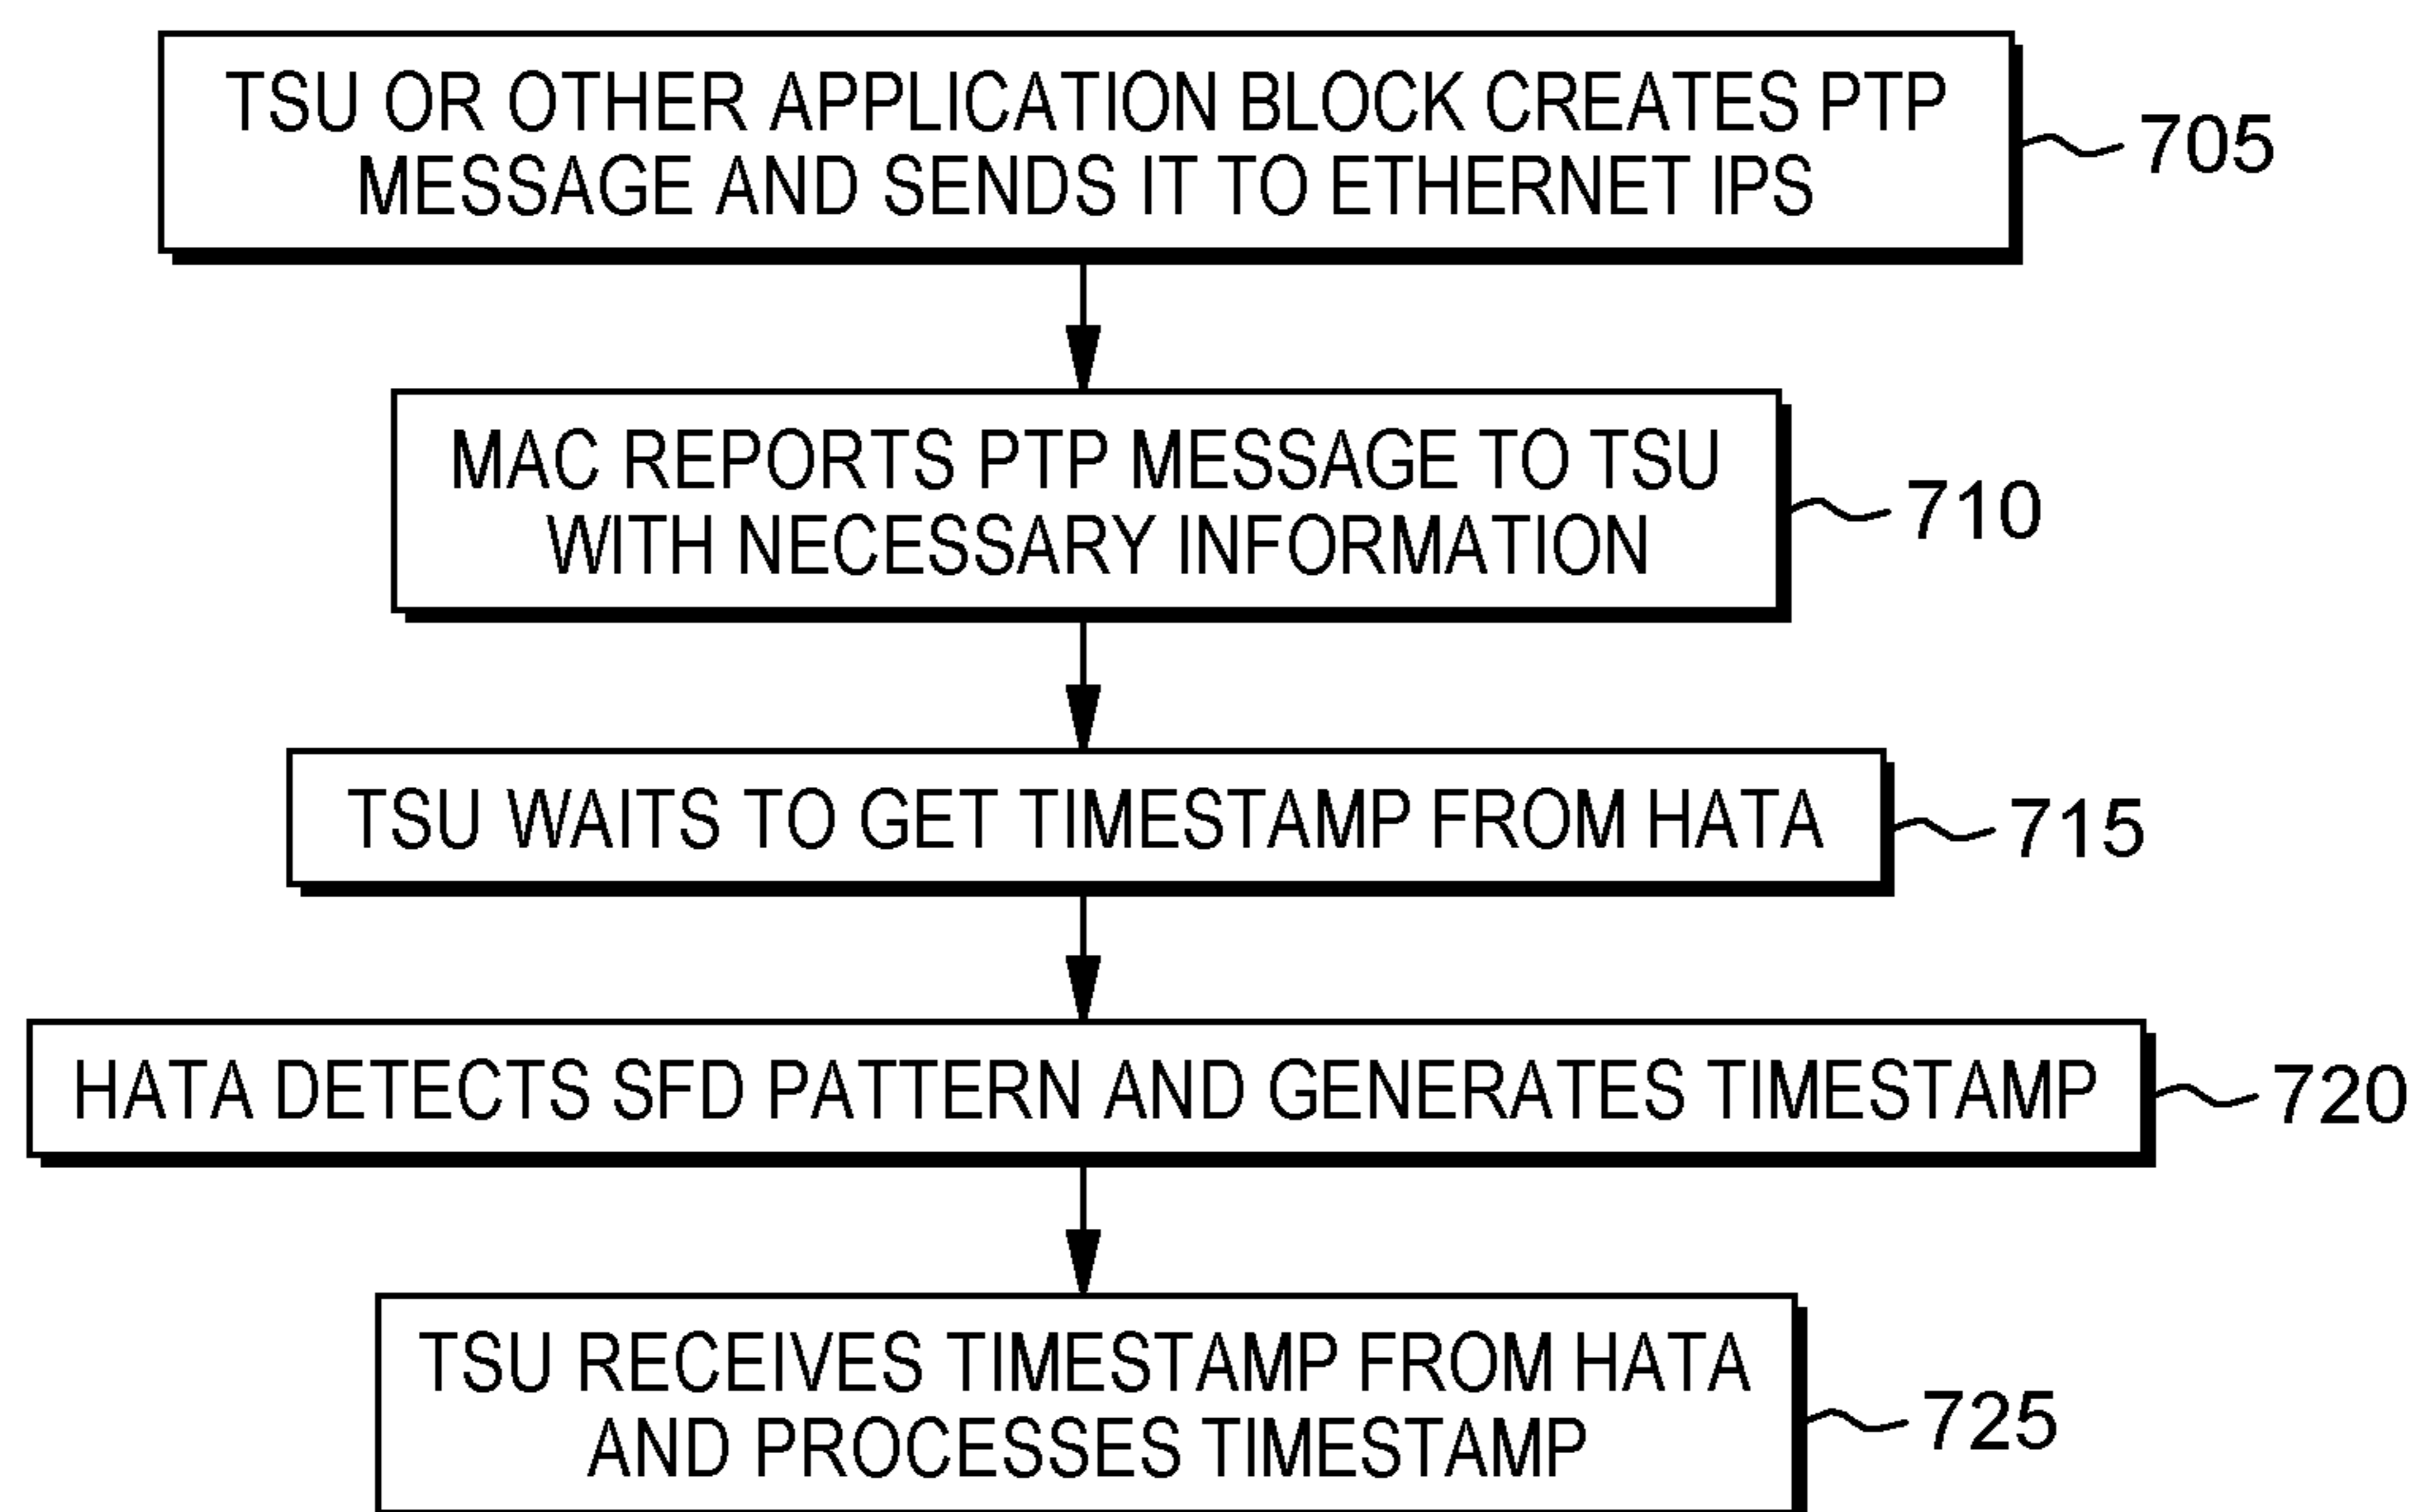 TSU OR OTHER APPLICATION BLOCK CREATES PTP
MESSAGE AND SENDS IT TO ETHERNET IPS
705
MAC REPORTS PTP MESSAGE TO TSU
WITH NECESSARY INFORMATION
710
TSU WAITS TO GET TIMESTAMP FROM HATA
715
HATA DETECTS SFD PATTERN AND GENERATES TIMESTAMP
720
TSU RECEIVES TIMESTAMP FROM HATA
AND PROCESSES TIMESTAMP
725